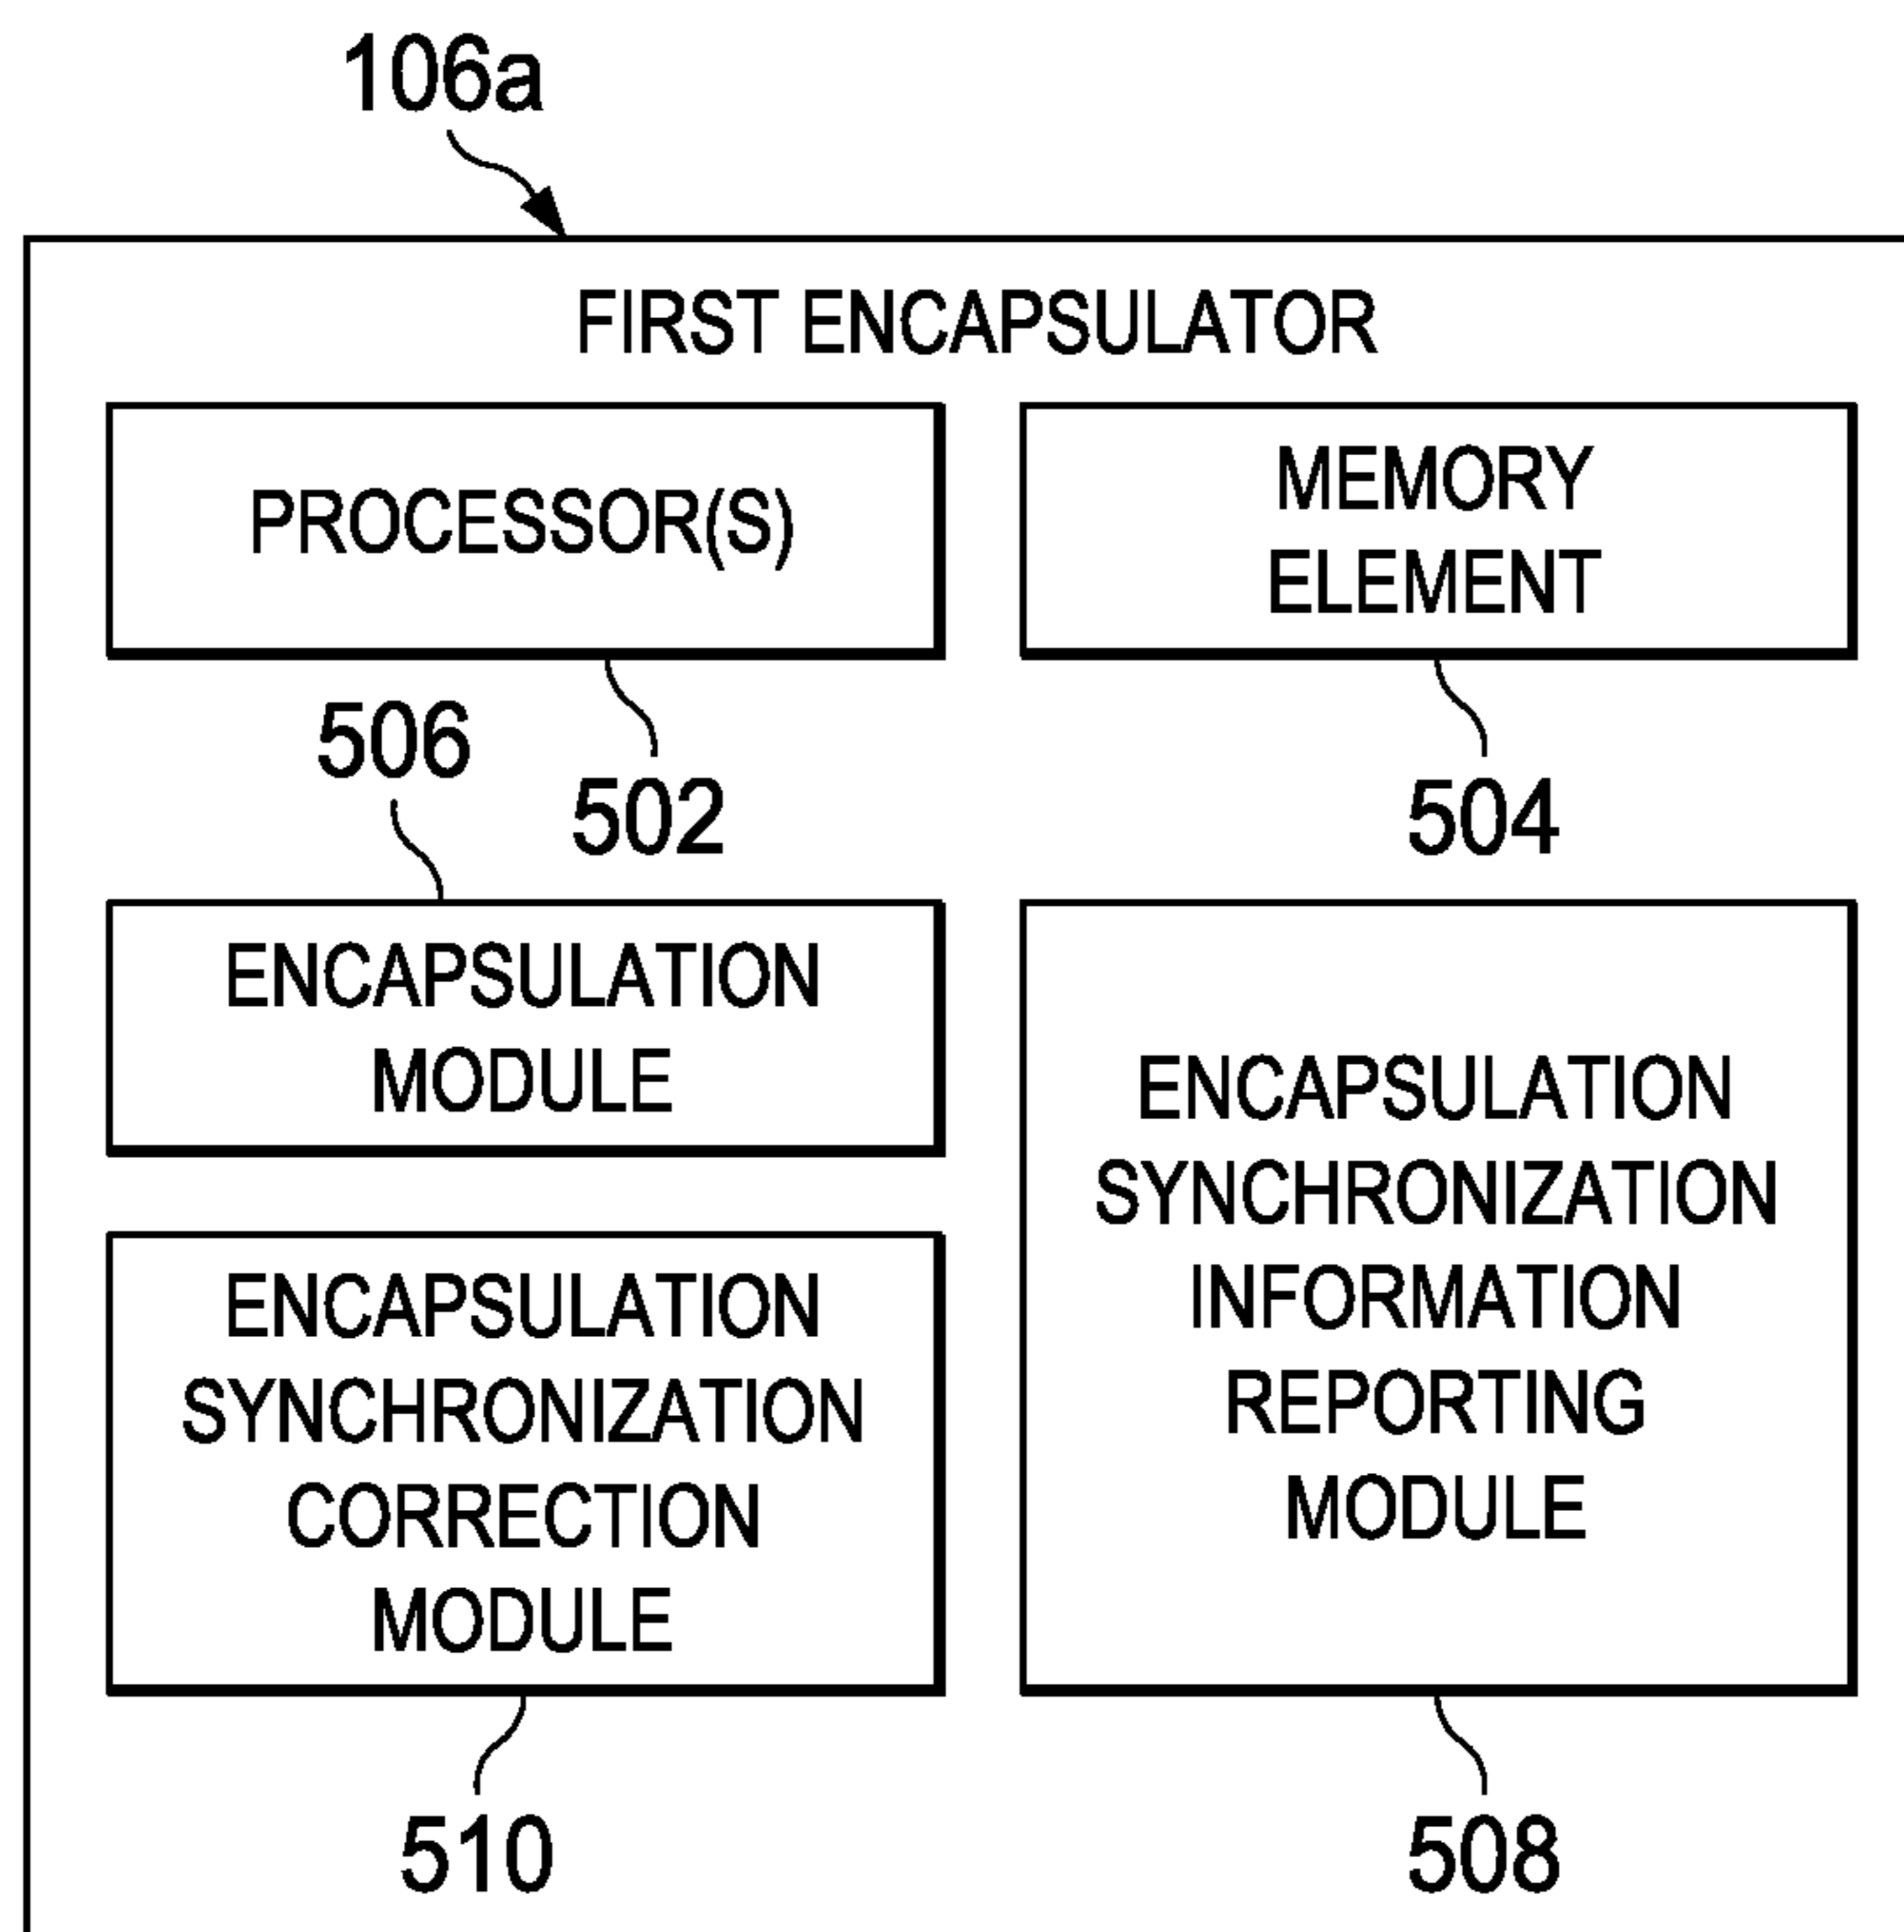 106a
FIRST ENCAPSULATOR
PROCESSOR(S)
MEMORY
ELEMENT
506
502
504
ENCAPSULATION
MODULE
ENCAPSULATION
SYNCHRONIZATION
INFORMATION
REPORTING
MODULE
ENCAPSULATION
SYNCHRONIZATION
CORRECTION
MODULE
510
508